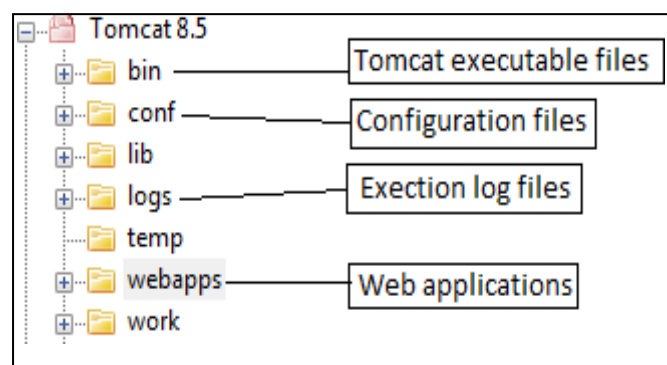 Tomcat 8.5
bin
Tomcat executable files
conf
Configuration files
lib
logs
Exection log files
temp
webapps
Web applications
work